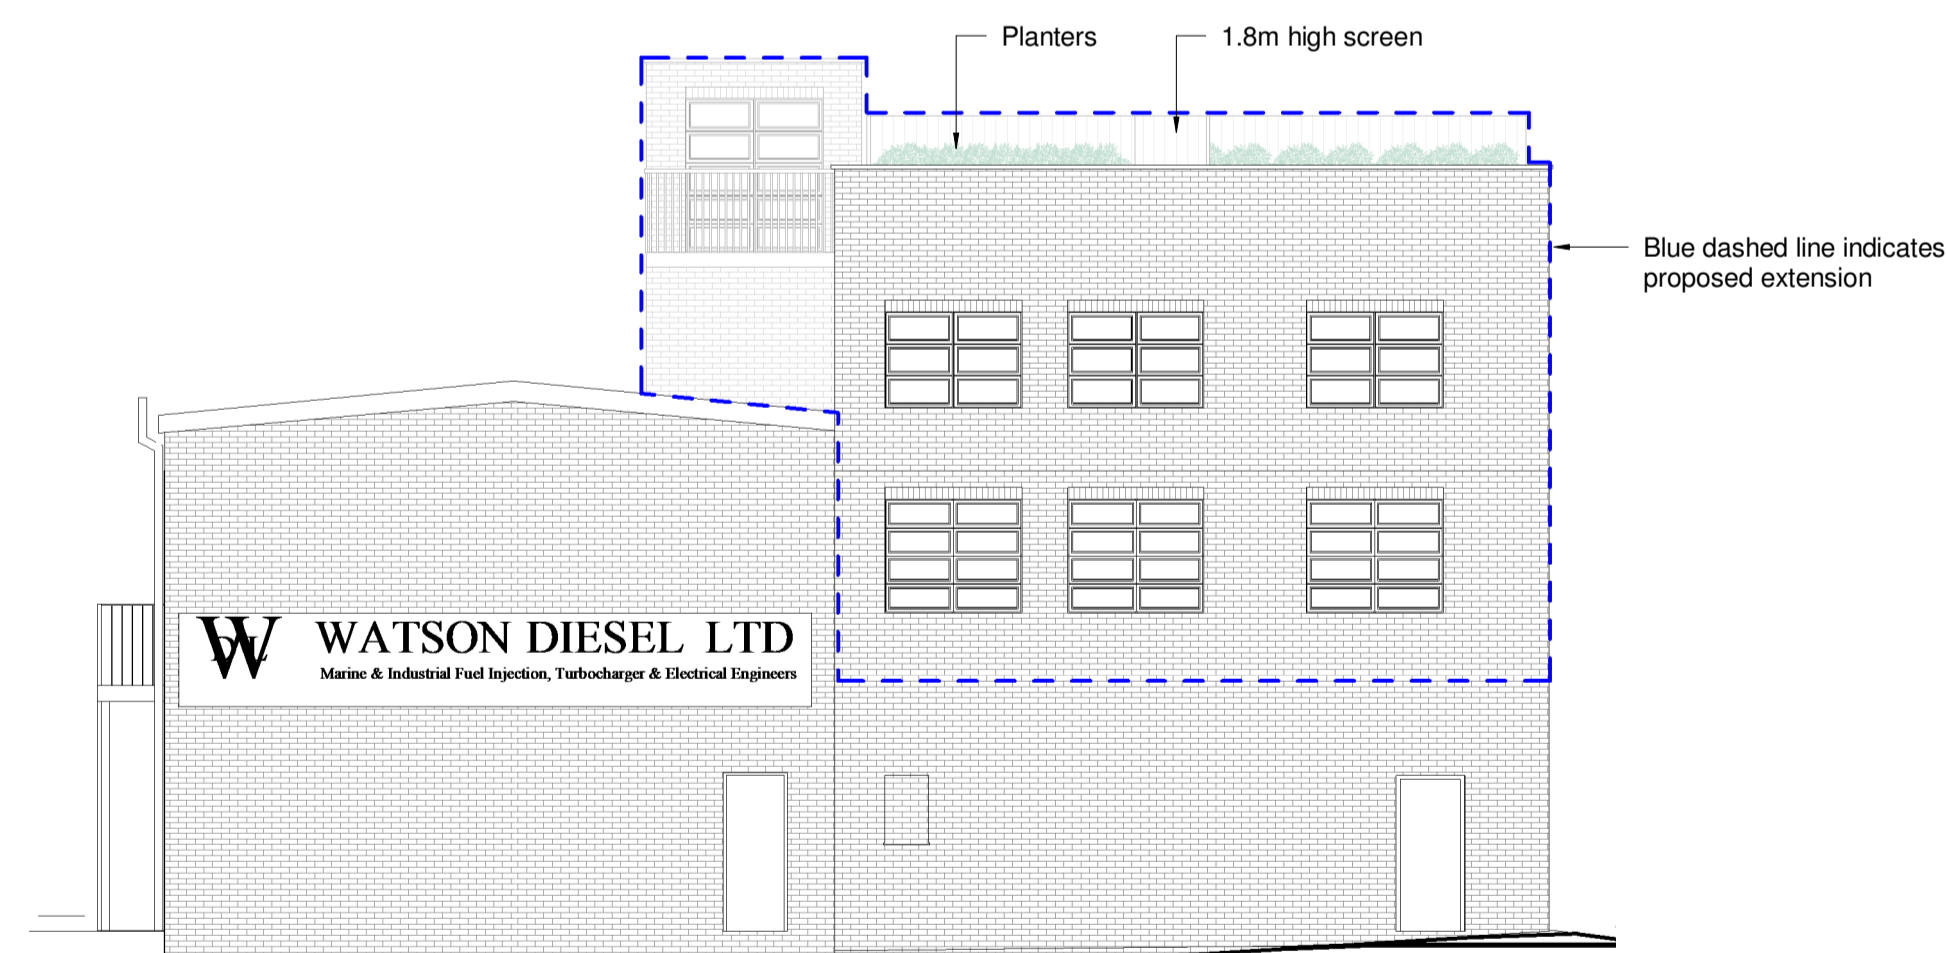 Planters
1.8m high screen
Blue dashed line indicates
proposed extension
WDL
WATSON DIESEL LTD
Marine & Industrial Fuel Injection, Turbocharger & Electrical Engineers